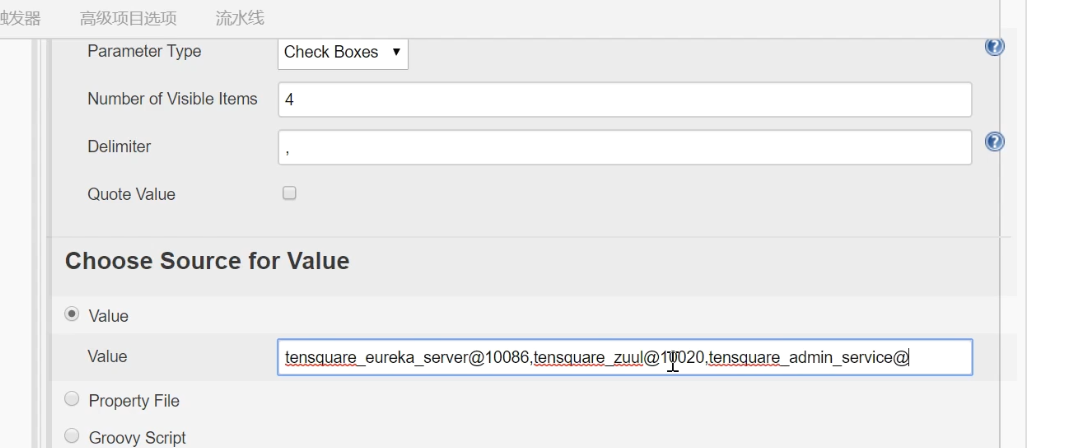 触发器 高级项目选项 流水线
Parameter Type Check Boxes
Number of Visible Items 4
Delimiter ,
Quote Value
Choose Source for Value
Value
Value tensquare_eureka_server@10086,tensquare_zuul@10020,tensquare_admin_service@
Property File
Groovy Script